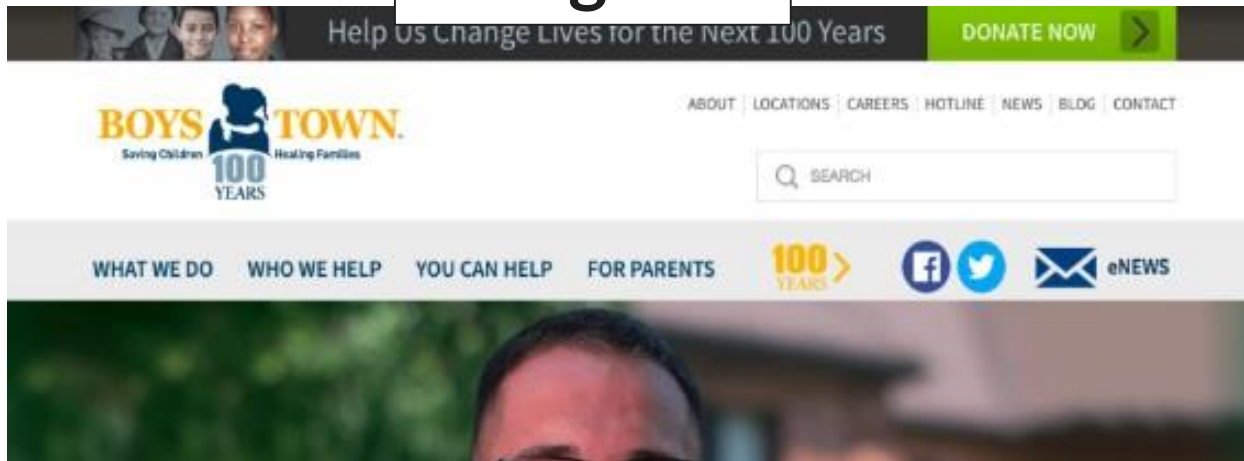 Help Us Change Lives for the Next 100 Years
DONATE NOW
BOYS TOWN.
Saving Children Healing Families
100
YEARS
ABOUT LOCATIONS CAREERS HOTLINE NEWS BLOG CONTACT
SEARCH
WHAT WE DO WHO WE HELP YOU CAN HELP FOR PARENTS 100 YEARS eNEWS